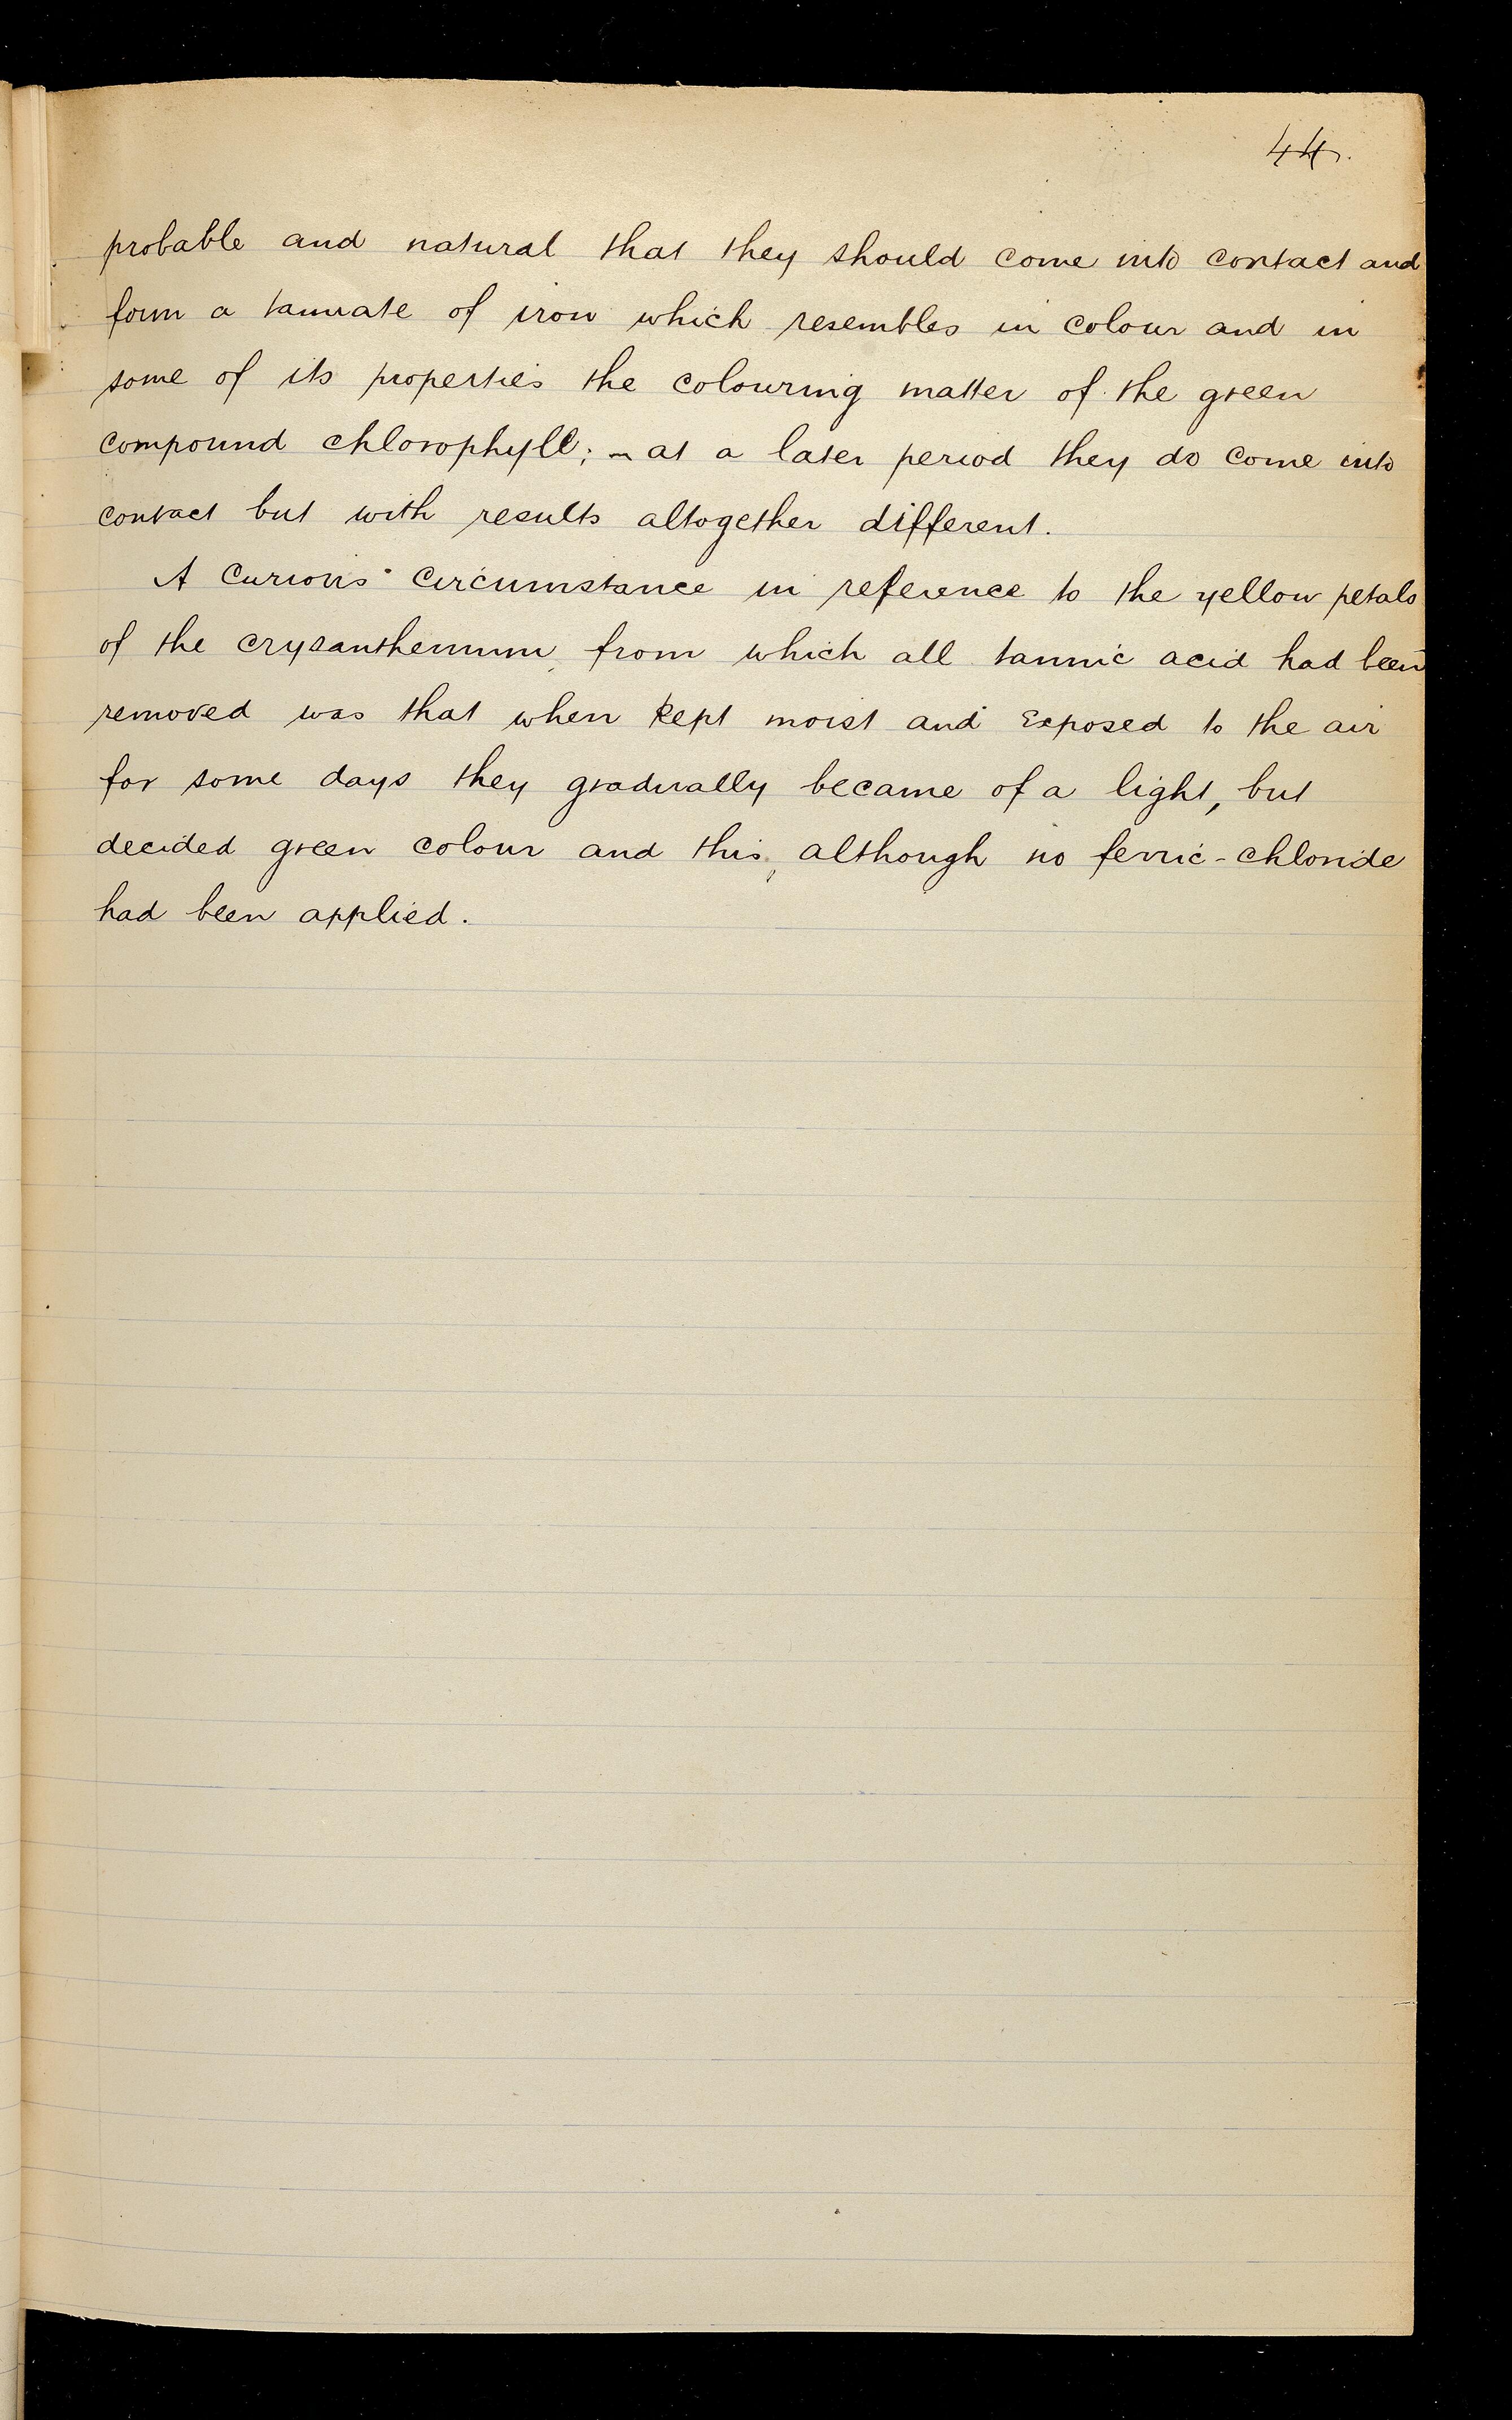 44.
probable and natural that they should come into contact and
form a tannate of iron which resembles in colour and in
some of its properties the colouring matter of the green
compound chlorophyll; – at a later period they do come into
contact but with results altogether different.
A curious circumstance in reference to the yellow petals
of the crysanthemum from which all tannic acid had been
removed was that when kept moist and exposed to the air
for some days they gradually became of a light, but
decided green colour and this, although no ferric-chloride
had been applied.